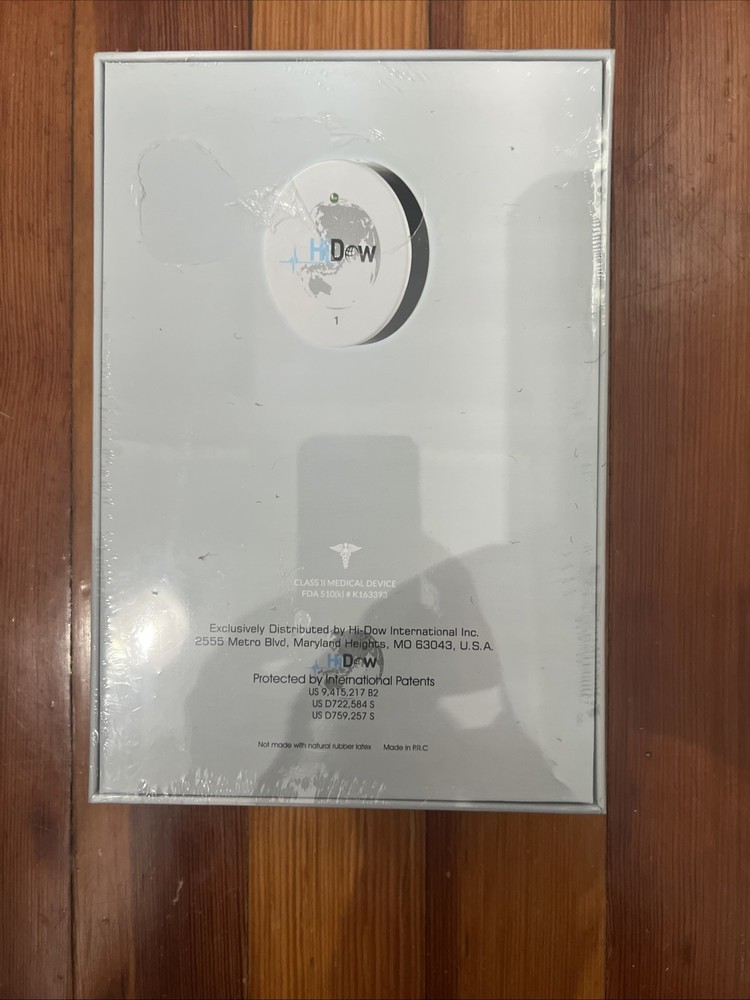 HiDow
1
CLASS II MEDICAL DEVICE
FDA 510(k) # K163393
Exclusively Distributed by Hi-Dow International Inc.
2555 Metro Blvd, Maryland Heights, MO 63043, U.S.A.
HiDow
Protected by International Patents
US 9,415,217 B2
US D722,584 S
US D759,257 S
Not made with natural rubber latex Made in P.R.C